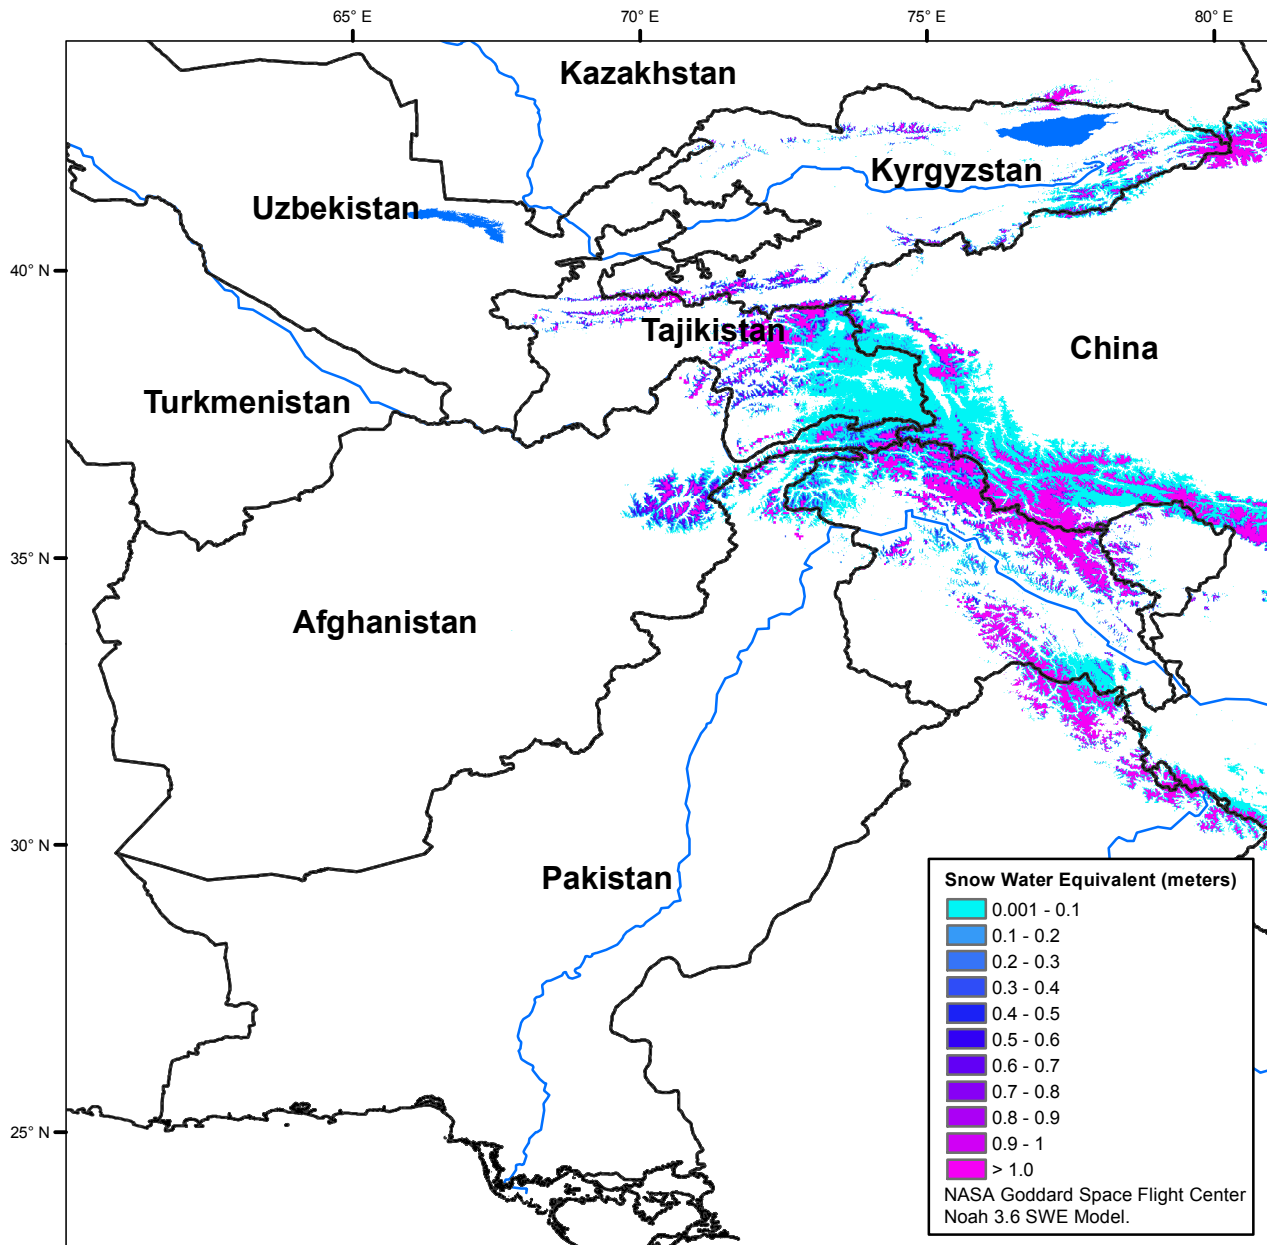 65° E
70° E
75° E
80° E
Kazakhstan
Kyrgyzstan
Uzbekistan
40° N
Tajikistan
China
Turkmenistan
35° N
Afghanistan
30° N
Pakistan
25° N
Snow Water Equivalent (meters)
0.001 - 0.1
0.1 - 0.2
0.2 - 0.3
0.3 - 0.4
0.4 - 0.5
0.5 - 0.6
0.6 - 0.7
0.7 - 0.8
0.8 - 0.9
0.9 - 1
> 1.0
NASA Goddard Space Flight Center
Noah 3.6 SWE Model.